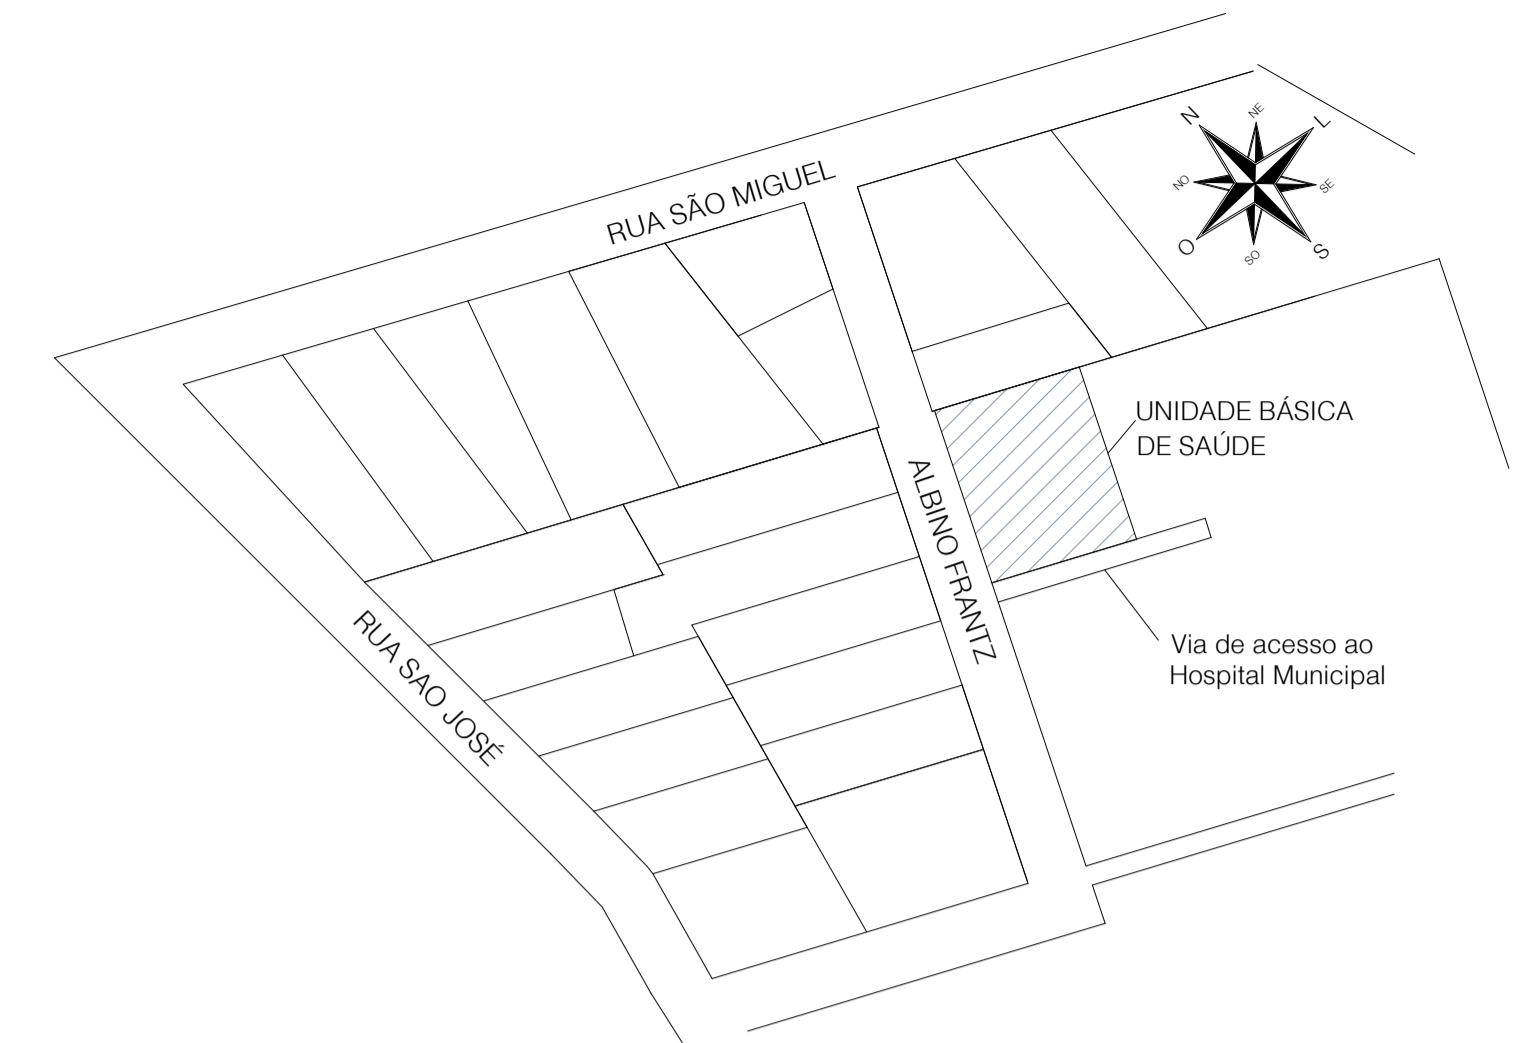 NE
N
L
RUA SÃO MIGUEL
NO
SE
O
S
SO
UNIDADE BÁSICA
DE SAÚDE
ALBINO FRANTZ
RUA SAO JOSÉ
Via de acesso ao
Hospital Municipal